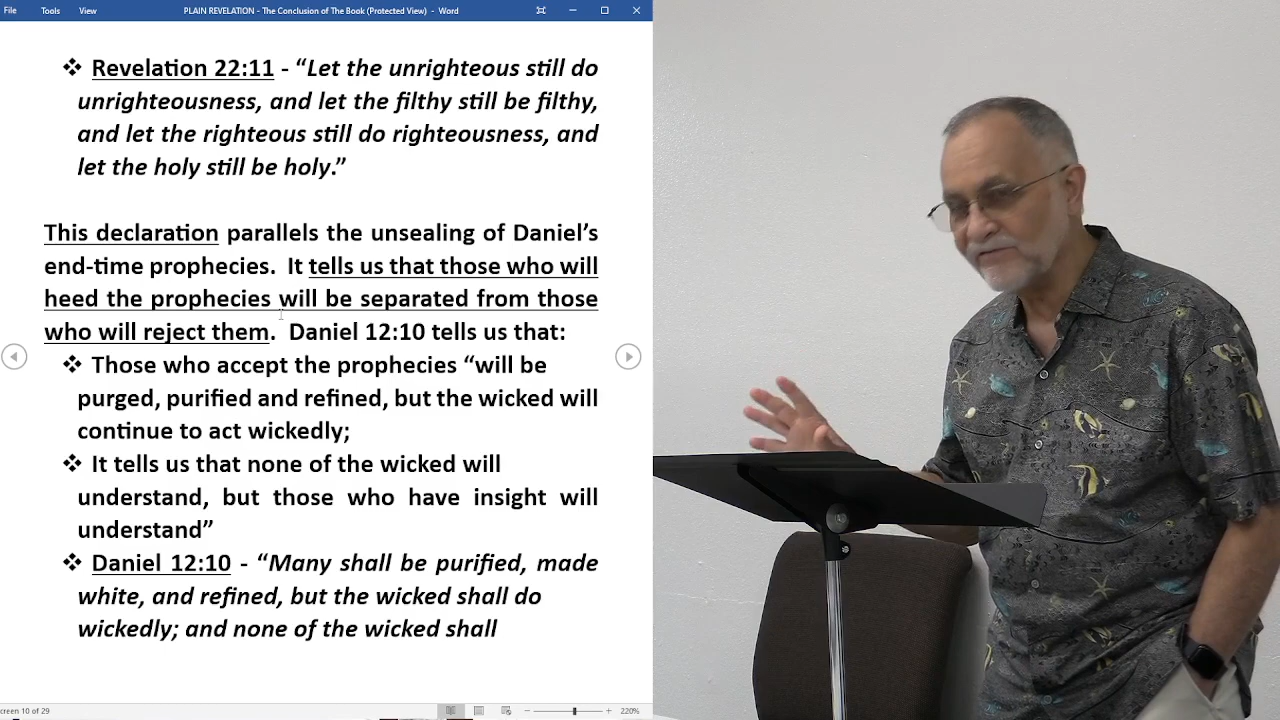 File Tools View PLAIN REVELATION - The Conclusion of The Book (Protected View) - Word
❖ Revelation 22:11 - “Let the unrighteous still do
unrighteousness, and let the filthy still be filthy,
and let the righteous still do righteousness, and
let the holy still be holy.”
This declaration parallels the unsealing of Daniel’s
end-time prophecies. It tells us that those who will
heed the prophecies will be separated from those
who will reject them. Daniel 12:10 tells us that:
❖ Those who accept the prophecies “will be
purged, purified and refined, but the wicked will
continue to act wickedly;
❖ It tells us that none of the wicked will
understand, but those who have insight will
understand”
❖ Daniel 12:10 - “Many shall be purified, made
white, and refined, but the wicked shall do
wickedly; and none of the wicked shall
creen 10 of 29 220%